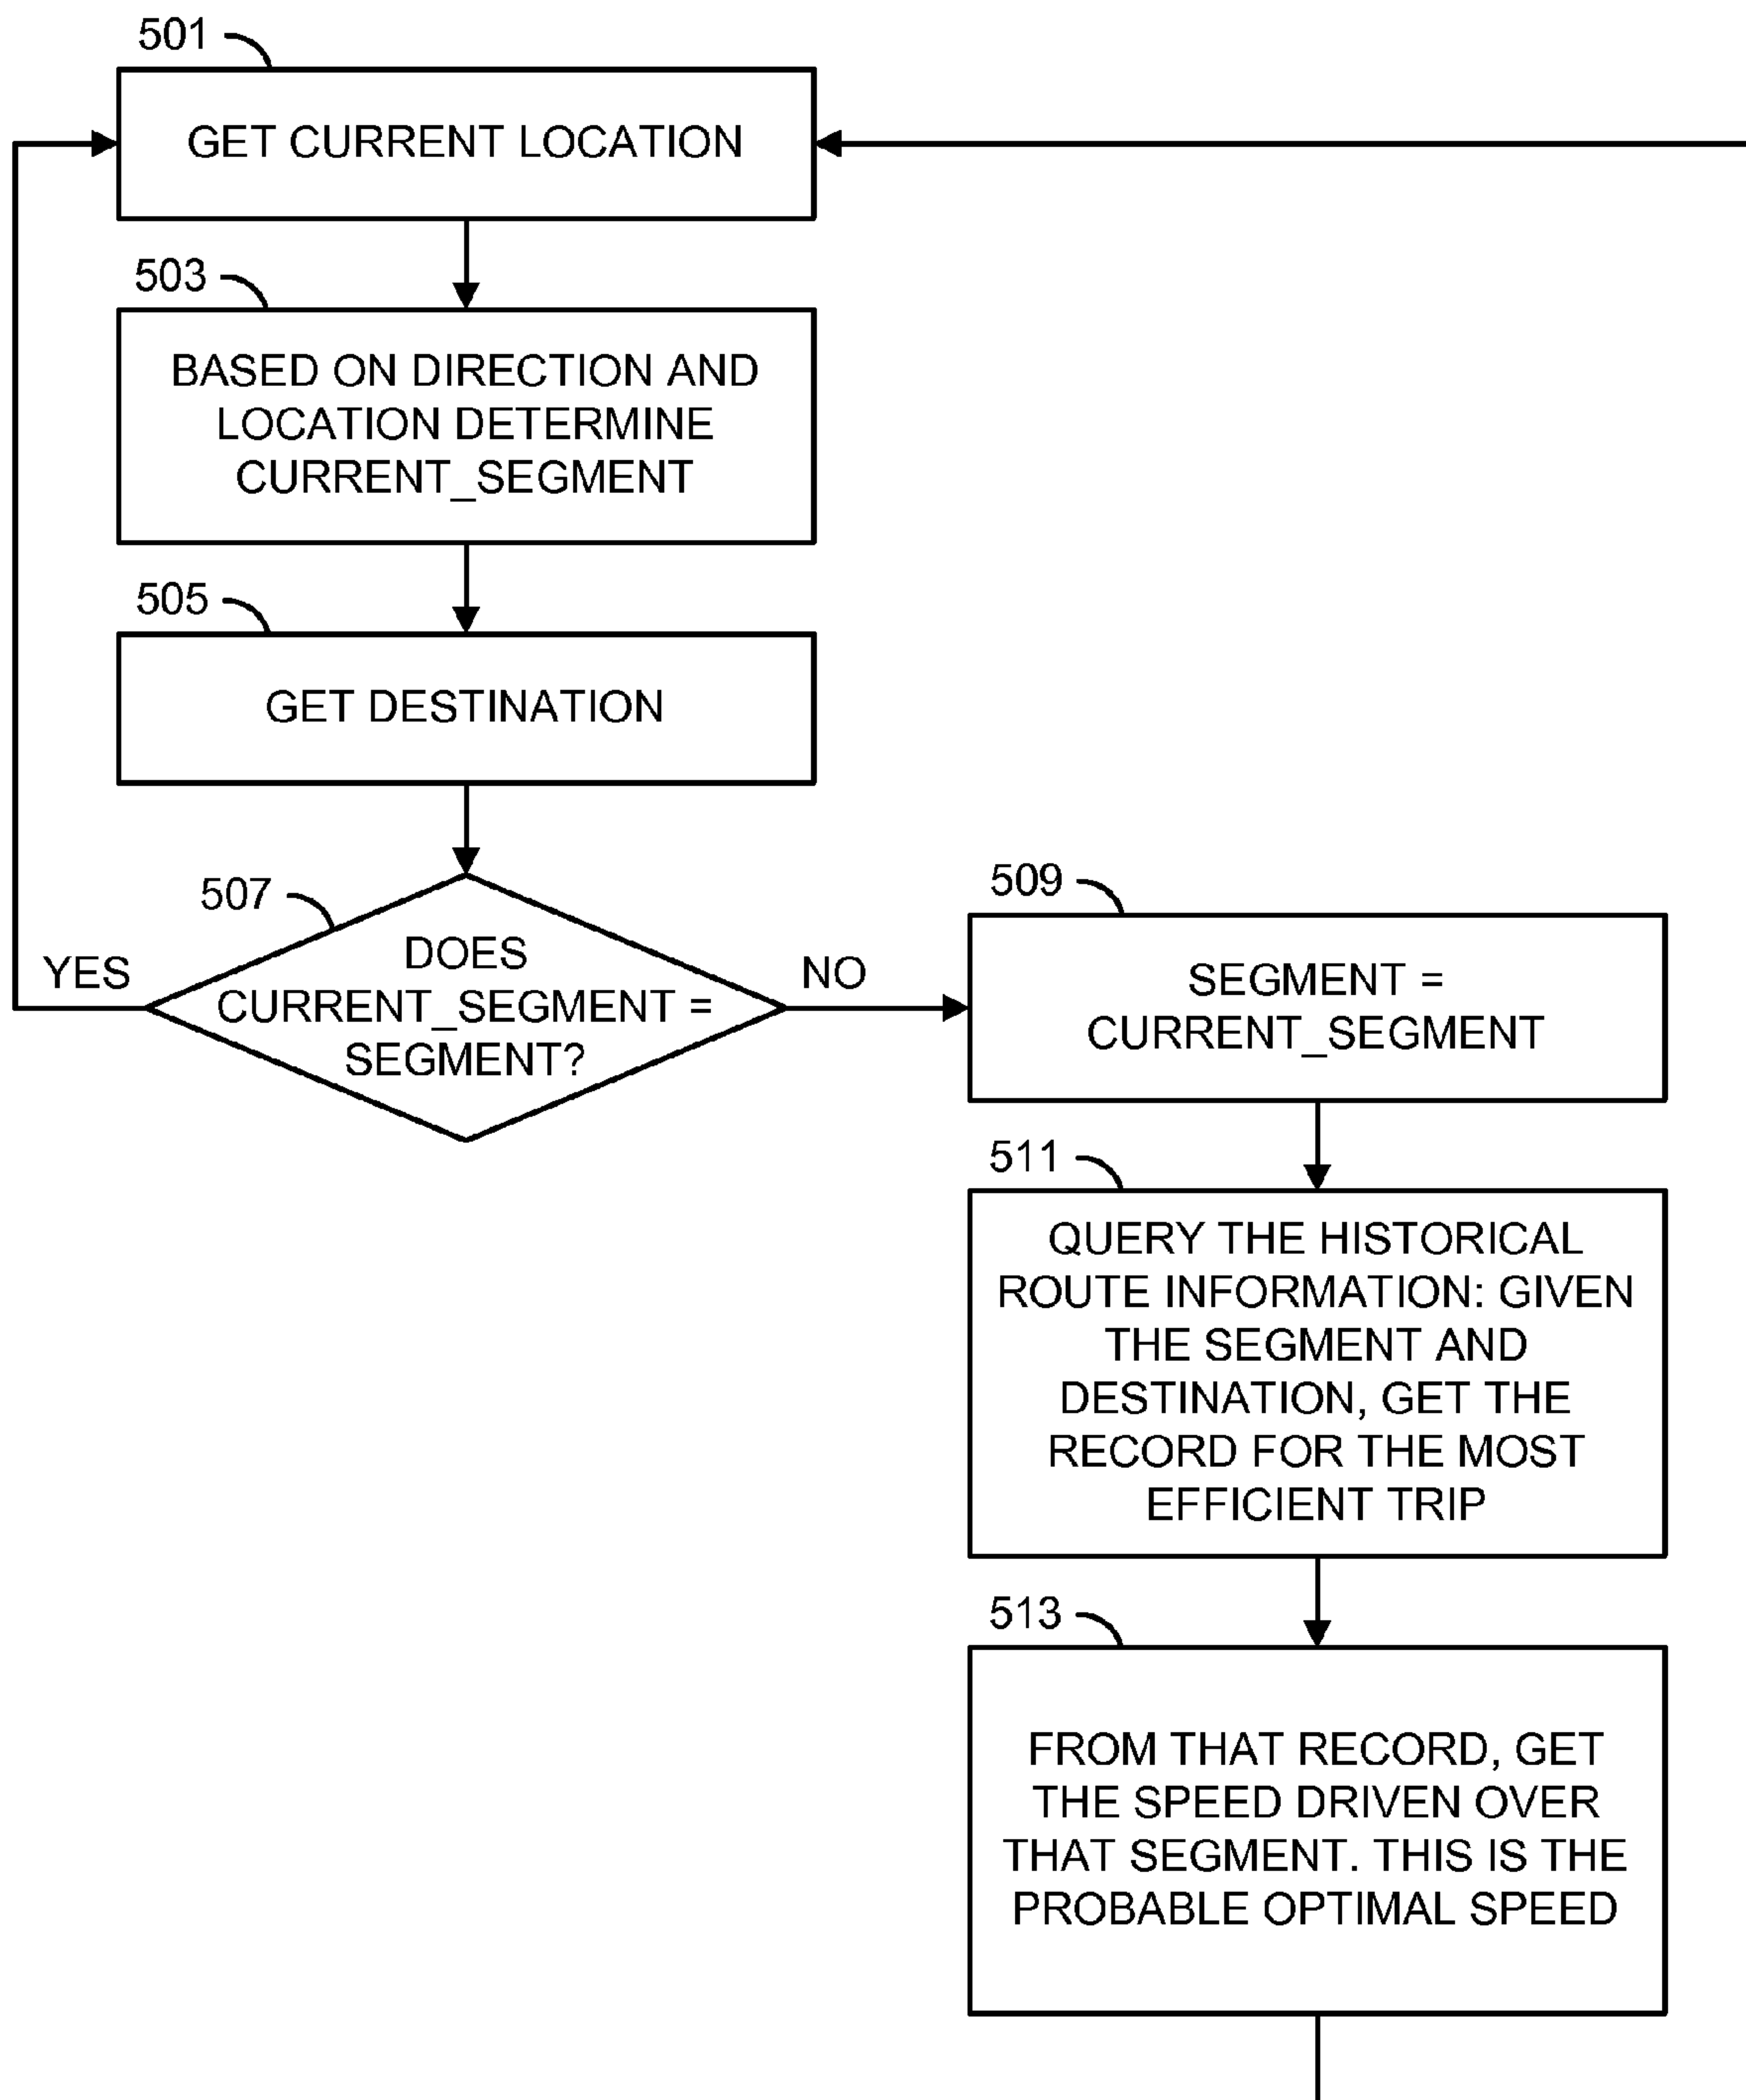 501
GET CURRENT LOCATION
503
BASED ON DIRECTION AND
LOCATION DETERMINE
CURRENT_SEGMENT
505
GET DESTINATION
507
DOES
CURRENT_SEGMENT =
SEGMENT?
YES
NO
509
SEGMENT =
CURRENT_SEGMENT
511
QUERY THE HISTORICAL
ROUTE INFORMATION: GIVEN
THE SEGMENT AND
DESTINATION, GET THE
RECORD FOR THE MOST
EFFICIENT TRIP
513
FROM THAT RECORD, GET
THE SPEED DRIVEN OVER
THAT SEGMENT. THIS IS THE
PROBABLE OPTIMAL SPEED